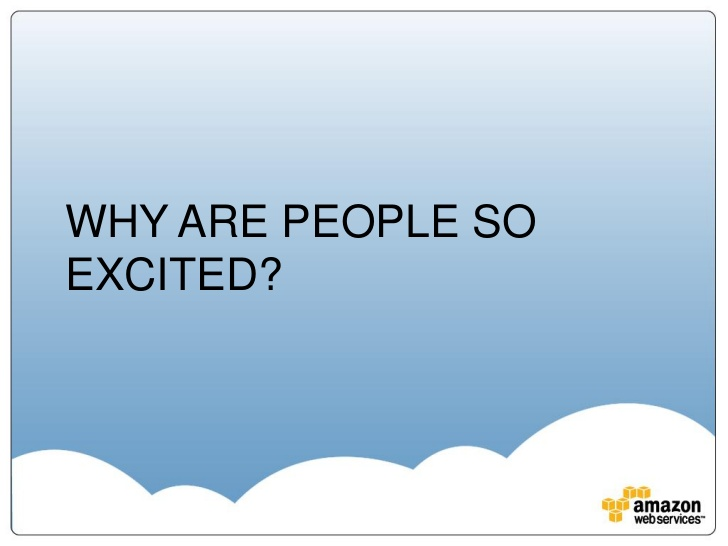 WHY ARE PEOPLE SO
EXCITED?
amazon
webservices™